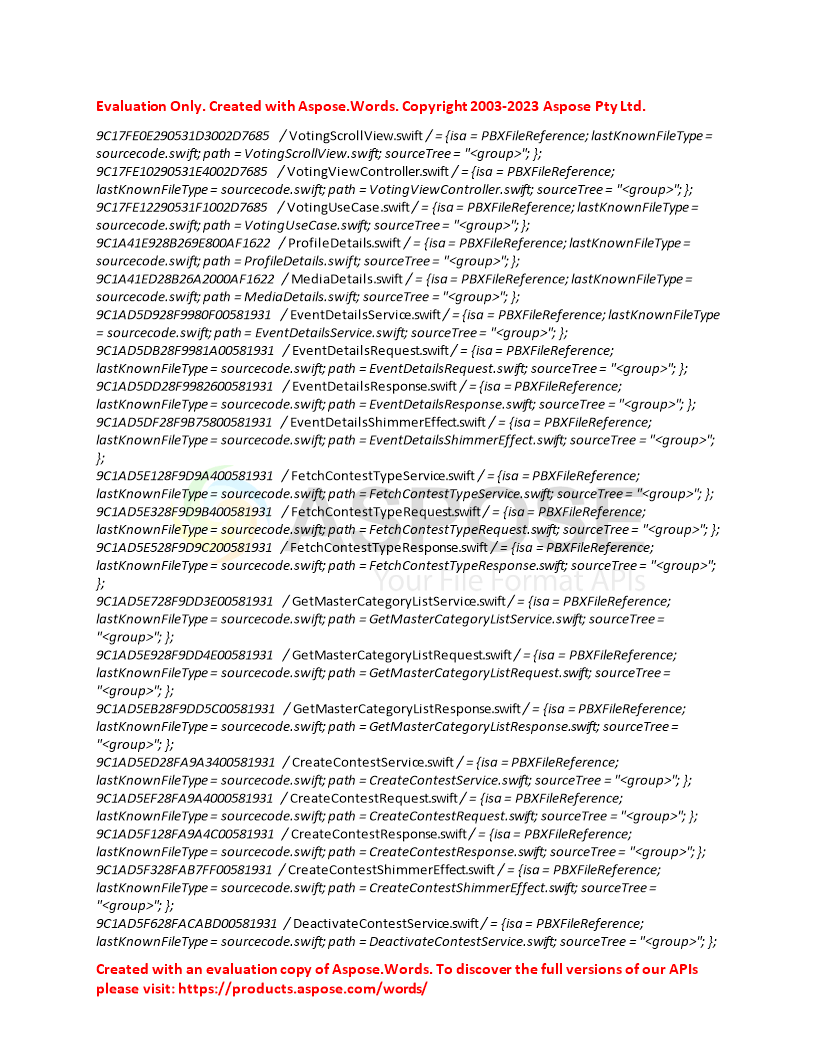 Evaluation Only. Created with Aspose.Words. Copyright 2003-2023 Aspose Pty Ltd.
9C17FE0E290531D3002D7685 / VotingScrollView.swift / = {isa = PBXFileReference; lastKnownFileType =
sourcecode.swift; path = VotingScrollView.swift; sourceTree = "<group>"; };
9C17FE10290531E4002D7685 / VotingViewController.swift / = {isa = PBXFileReference;
lastKnownFileType = sourcecode.swift; path = VotingViewController.swift; sourceTree = "<group>"; };
9C17FE12290531F1002D7685 / VotingUseCase.swift / = {isa = PBXFileReference; lastKnownFileType =
sourcecode.swift; path = VotingUseCase.swift; sourceTree = "<group>"; };
9C1A41E928B269E800AF1622 / ProfileDetails.swift / = {isa = PBXFileReference; lastKnownFileType =
sourcecode.swift; path = ProfileDetails.swift; sourceTree = "<group>"; };
9C1A41ED28B26A2000AF1622 / MediaDetails.swift / = {isa = PBXFileReference; lastKnownFileType =
sourcecode.swift; path = MediaDetails.swift; sourceTree = "<group>"; };
9C1AD5D928F9980F00581931 / EventDetailsService.swift / = {isa = PBXFileReference; lastKnownFileType
= sourcecode.swift; path = EventDetailsService.swift; sourceTree = "<group>"; };
9C1AD5DB28F9981A00581931 / EventDetailsRequest.swift / = {isa = PBXFileReference;
lastKnownFileType = sourcecode.swift; path = EventDetailsRequest.swift; sourceTree = "<group>"; };
9C1AD5DD28F9982600581931 / EventDetailsResponse.swift / = {isa = PBXFileReference;
lastKnownFileType = sourcecode.swift; path = EventDetailsResponse.swift; sourceTree = "<group>"; };
9C1AD5DF28F9B75800581931 / EventDetailsShimmerEffect.swift / = {isa = PBXFileReference;
lastKnownFileType = sourcecode.swift; path = EventDetailsShimmerEffect.swift; sourceTree = "<group>";
};
9C1AD5E128F9D9A400581931 / FetchContestTypeService.swift / = {isa = PBXFileReference;
lastKnownFileType = sourcecode.swift; path = FetchContestTypeService.swift; sourceTree = "<group>"; };
9C1AD5E328F9D9B400581931 / FetchContestTypeRequest.swift / = {isa = PBXFileReference;
lastKnownFileType = sourcecode.swift; path = FetchContestTypeRequest.swift; sourceTree = "<group>"; };
9C1AD5E528F9D9C200581931 / FetchContestTypeResponse.swift / = {isa = PBXFileReference;
lastKnownFileType = sourcecode.swift; path = FetchContestTypeResponse.swift; sourceTree = "<group>";
};
ASPOSE
Your File Format APIs
9C1AD5E728F9DD3E00581931 / GetMasterCategoryListService.swift / = {isa = PBXFileReference;
lastKnownFileType = sourcecode.swift; path = GetMasterCategoryListService.swift; sourceTree =
"<group>"; };
9C1AD5E928F9DD4E00581931 / GetMasterCategoryListRequest.swift / = {isa = PBXFileReference;
lastKnownFileType = sourcecode.swift; path = GetMasterCategoryListRequest.swift; sourceTree =
"<group>"; };
9C1AD5EB28F9DD5C00581931 / GetMasterCategoryListResponse.swift / = {isa = PBXFileReference;
lastKnownFileType = sourcecode.swift; path = GetMasterCategoryListResponse.swift; sourceTree =
"<group>"; };
9C1AD5ED28FA9A3400581931 / CreateContestService.swift / = {isa = PBXFileReference;
lastKnownFileType = sourcecode.swift; path = CreateContestService.swift; sourceTree = "<group>"; };
9C1AD5EF28FA9A4000581931 / CreateContestRequest.swift / = {isa = PBXFileReference;
lastKnownFileType = sourcecode.swift; path = CreateContestRequest.swift; sourceTree = "<group>"; };
9C1AD5F128FA9A4C00581931 / CreateContestResponse.swift / = {isa = PBXFileReference;
lastKnownFileType = sourcecode.swift; path = CreateContestResponse.swift; sourceTree = "<group>"; };
9C1AD5F328FAB7FF00581931 / CreateContestShimmerEffect.swift / = {isa = PBXFileReference;
lastKnownFileType = sourcecode.swift; path = CreateContestShimmerEffect.swift; sourceTree =
"<group>"; };
9C1AD5F628FACABD00581931 / DeactivateContestService.swift / = {isa = PBXFileReference;
lastKnownFileType = sourcecode.swift; path = DeactivateContestService.swift; sourceTree = "<group>"; };
Created with an evaluation copy of Aspose.Words. To discover the full versions of our APIs
please visit: https://products.aspose.com/words/